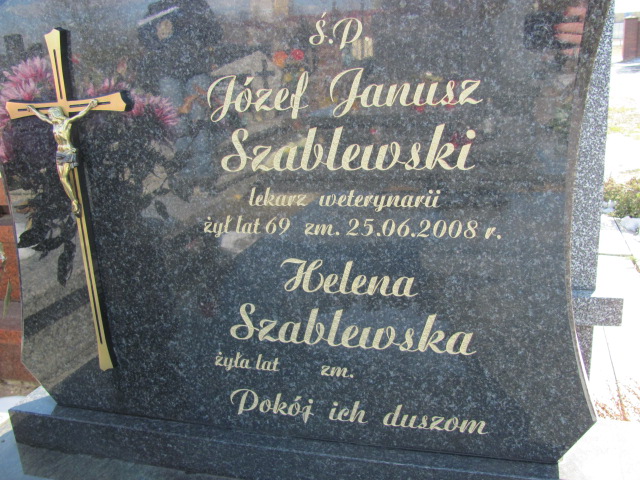 Ś.P.
Józef Janusz
Szablewski
lekarz weterynarii
żył lat 69 zm. 25.06.2008 r.
Helena
Szablewska
żyła lat zm.
Pokój ich duszom